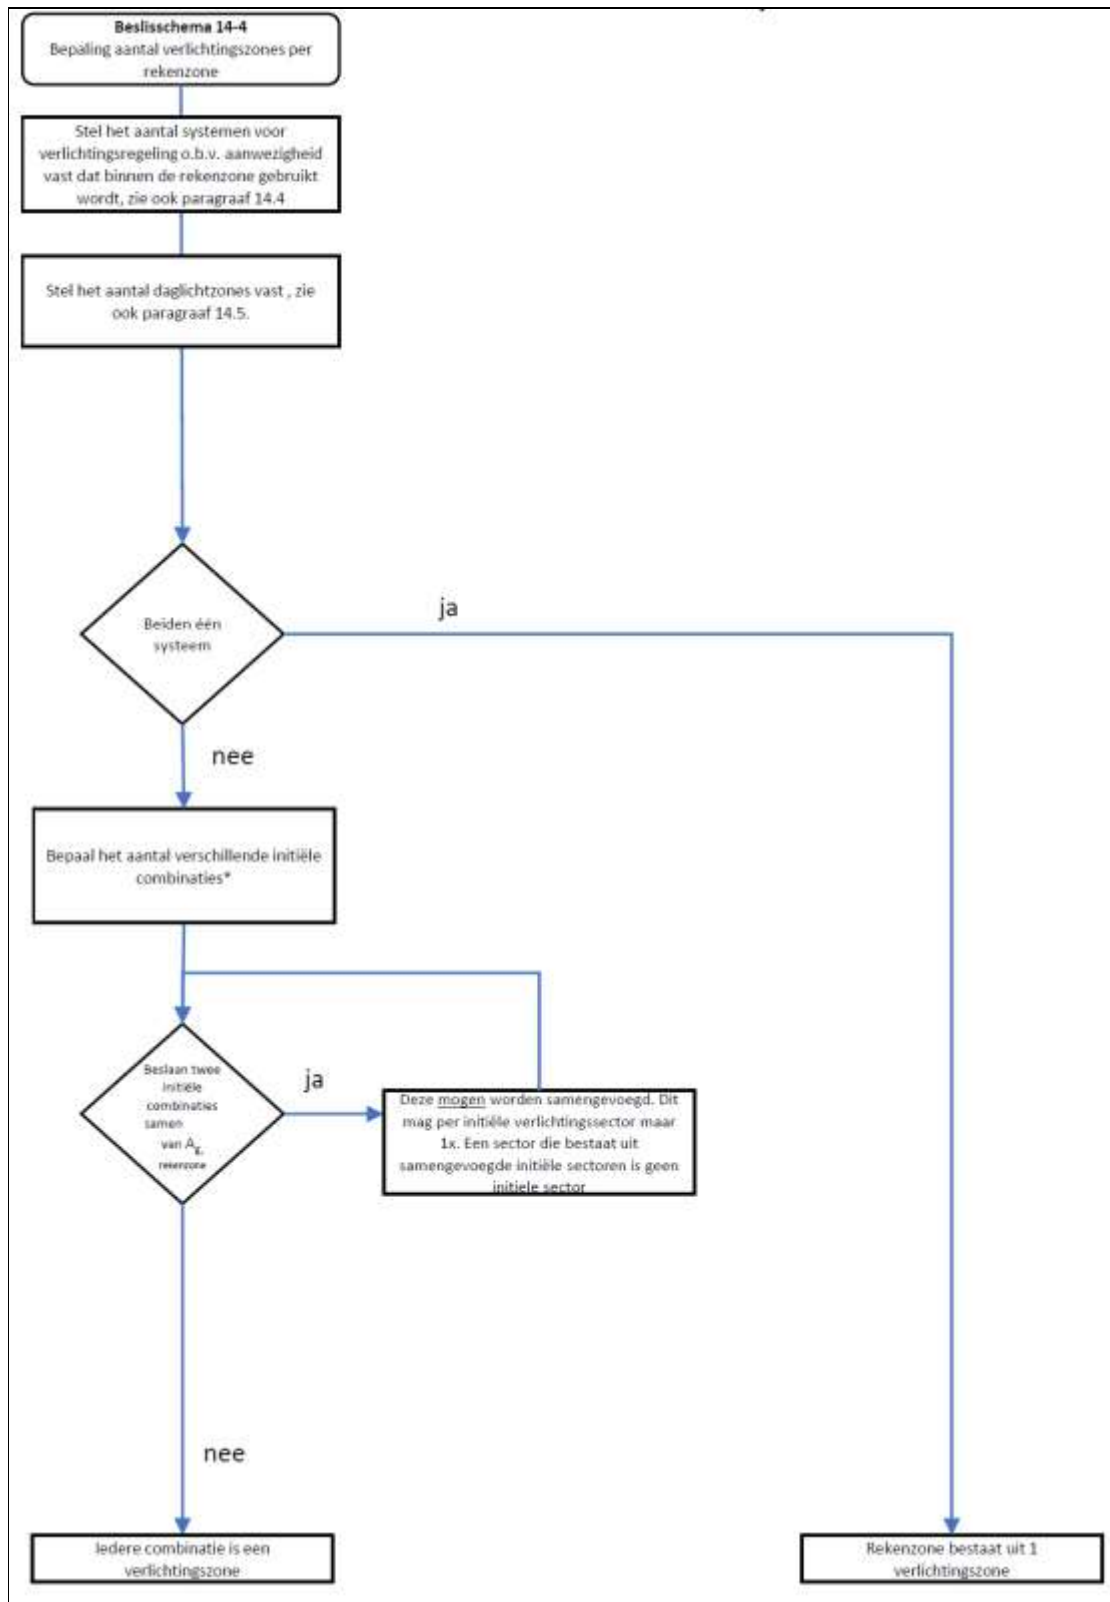 Beslisschema 14-4
Bepaling aantal verlichtingszones per
rekenzone
Stel het aantal systemen voor
verlichtingsregeling o.b.v. aanwezigheid
vast dat binnen de rekenzone gebruikt
wordt, zie ook paragraaf 14.4
Stel het aantal daglichtzones vast , zie
ook paragraaf 14.5.
Beiden één
systeem
ja
nee
Bepaal het aantal verschillende initiële
combinaties*
Beslaan twee
initiële
combinaties
samen
van Ag,
rekenzone
ja
Deze mogen worden samengevoegd. Dit
mag per initiële verlichtingssector maar
1x. Een sector die bestaat uit
samengevoegde initiële sectoren is geen
initiele sector
nee
Iedere combinatie is een
verlichtingszone
Rekenzone bestaat uit 1
verlichtingszone